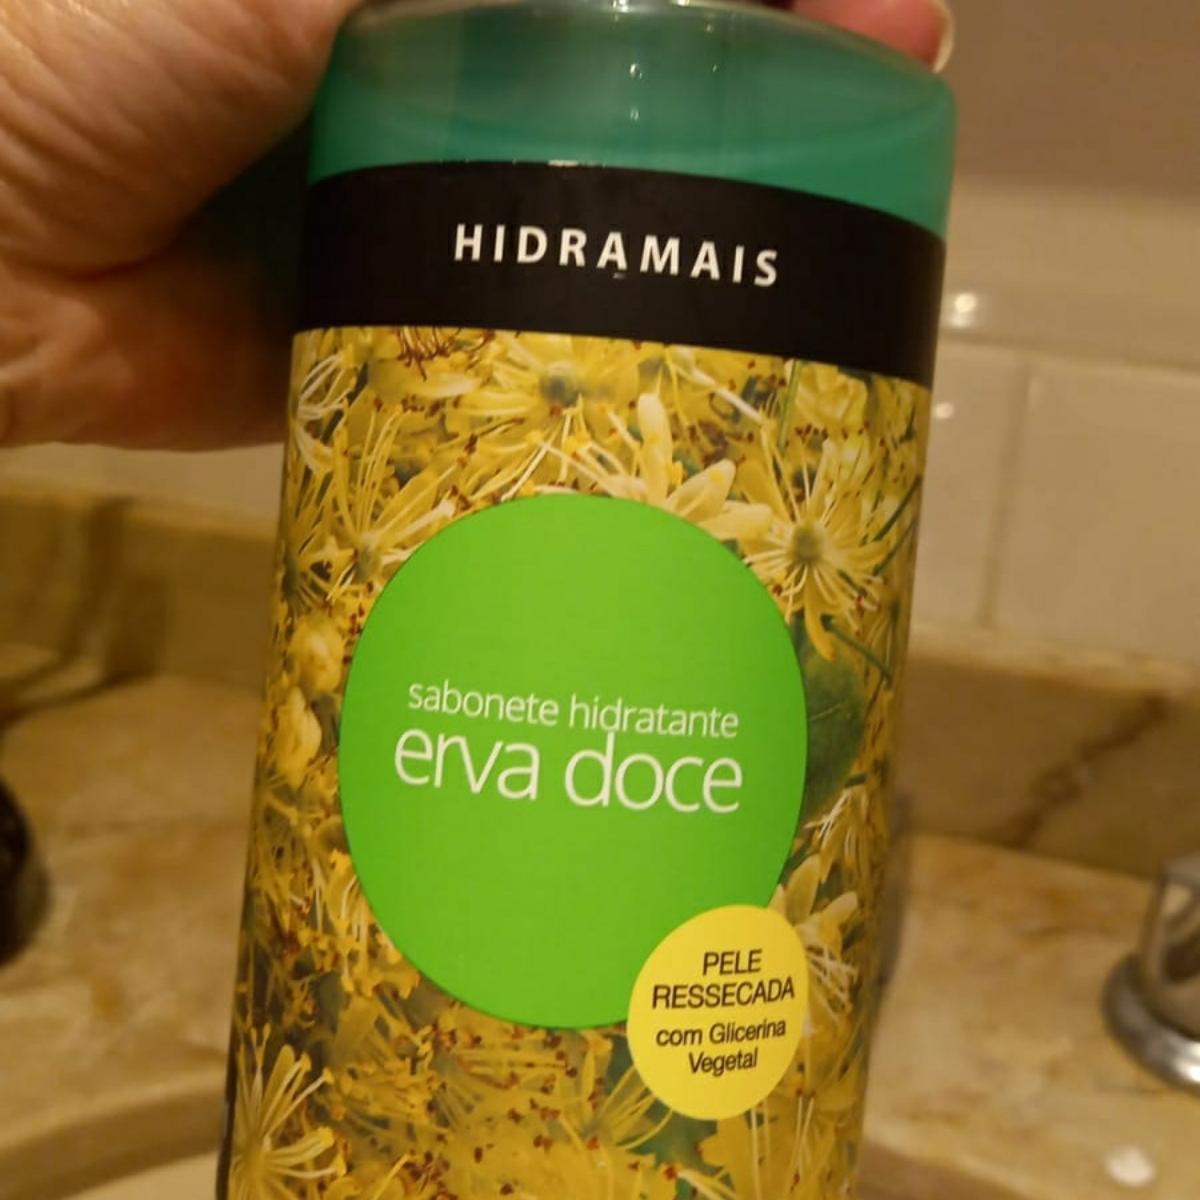 HIDRAMAIS
sabonete hidratante
erva doce
PELE
RESSECADA
com Glicerina
Vegetal